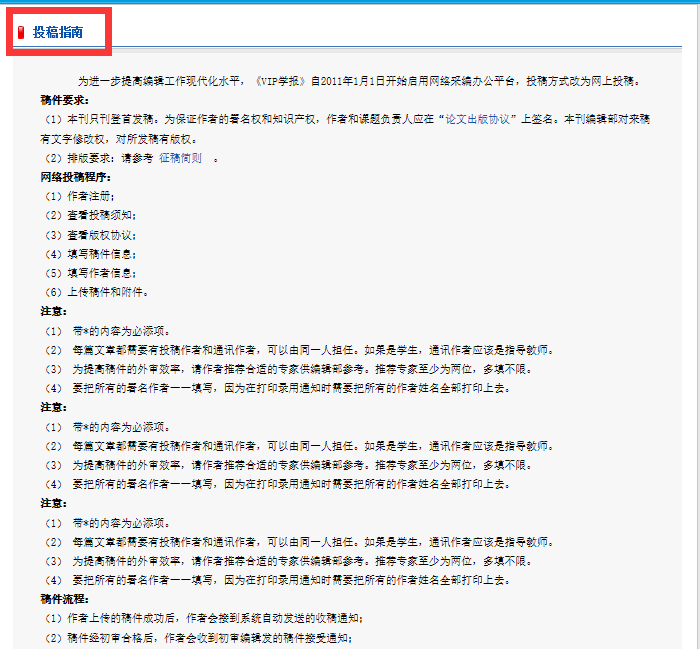 投稿指南
为进一步提高编辑工作现代化水平，《VIP学报》自2011年1月1日开始启用网络采编办公平台，投稿方式改为网上投稿。
稿件要求：
（1）本刊只刊登首发稿。为保证作者的署名权和知识产权，作者和课题负责人应在“论文出版协议”上签名。本刊编辑部对来稿
有文字修改权，对所发稿有版权。
（2）排版要求：请参考 征稿简则 。
网络投稿程序：
（1）作者注册；
（2）查看投稿须知；
（3）查看版权协议；
（4）填写稿件信息；
（5）填写作者信息；
（6）上传稿件和附件。
注意：
（1） 带*的内容为必添项。
（2） 每篇文章都需要有投稿作者和通讯作者，可以由同一人担任。如果是学生，通讯作者应该是指导教师。
（3） 为提高稿件的外审效率，请作者推荐合适的专家供编辑部参考。推荐专家至少为两位，多填不限。
（4） 要把所有的署名作者一一填写，因为在打印录用通知时需要把所有的作者姓名全部打印上去。
注意：
（1） 带*的内容为必添项。
（2） 每篇文章都需要有投稿作者和通讯作者，可以由同一人担任。如果是学生，通讯作者应该是指导教师。
（3） 为提高稿件的外审效率，请作者推荐合适的专家供编辑部参考。推荐专家至少为两位，多填不限。
（4） 要把所有的署名作者一一填写，因为在打印录用通知时需要把所有的作者姓名全部打印上去。
注意：
（1） 带*的内容为必添项。
（2） 每篇文章都需要有投稿作者和通讯作者，可以由同一人担任。如果是学生，通讯作者应该是指导教师。
（3） 为提高稿件的外审效率，请作者推荐合适的专家供编辑部参考。推荐专家至少为两位，多填不限。
（4） 要把所有的署名作者一一填写，因为在打印录用通知时需要把所有的作者姓名全部打印上去。
稿件流程：
（1）作者上传的稿件成功后，作者会接到系统自动发送的收稿通知；
（2）稿件经初审合格后，作者会收到初审编辑发的稿件接受通知；